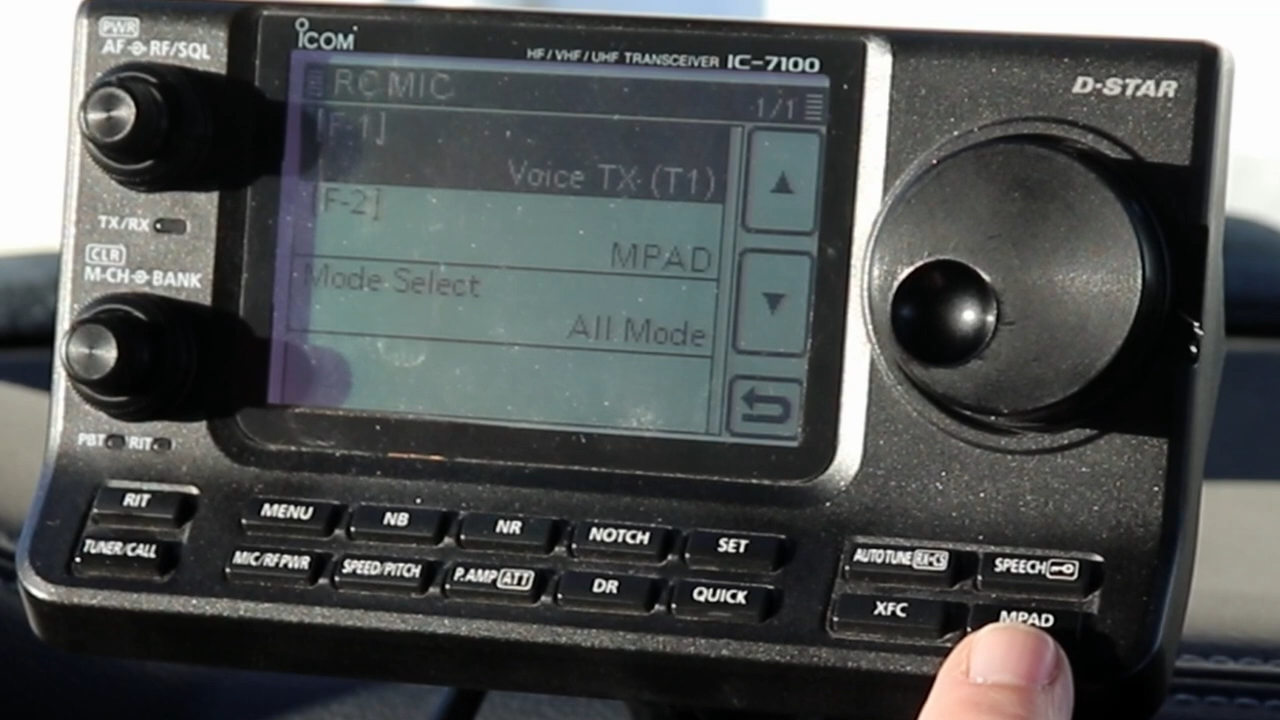 PWR
AF RF/SQL
ICOM
HF/VHF/UHF TRANSCEIVER IC-7100
D-STAR
RC MIC
1/1
[F-1]
Voice TX (T1)
[F-2]
MPAD
Mode Select
All Mode
TX/RX
CLR
M-CH BANK
PBT RIT
RIT
TUNER/CALL
MENU NB NR NOTCH SET
MIC/RF PWR SPEED/PITCH P.AMP ATT DR QUICK
AUTOTUNE RX-CS SPEECH
XFC MPAD